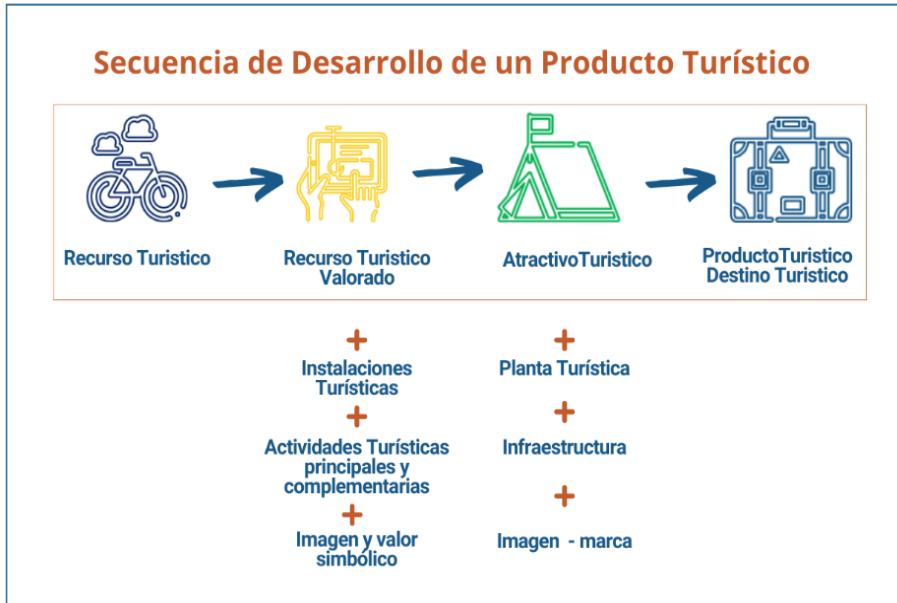 Secuencia de Desarrollo de un Producto Turístico
Recurso Turistico
Recurso Turistico
Valorado
AtractivoTuristico
ProductoTuristico
Destino Turistico
+
Instalaciones
Turísticas
+
Actividades Turísticas
principales y
complementarias
+
Imagen y valor
simbólico
+
Planta Turística
+
Infraestructura
+
Imagen - marca